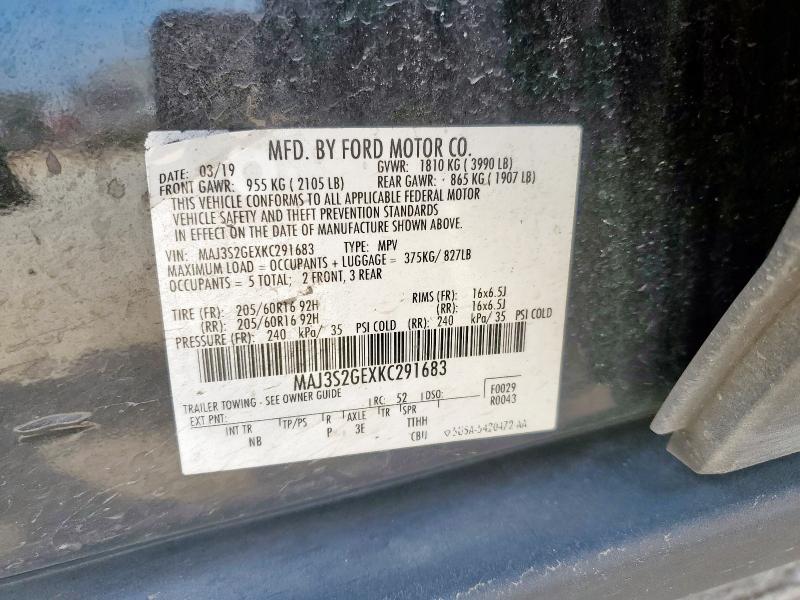 MFD. BY FORD MOTOR CO.
DATE: 03/19 GVWR: 1810 KG ( 3990 LB)
FRONT GAWR: 955 KG ( 2105 LB) REAR GAWR: 865 KG ( 1907 LB)
THIS VEHICLE CONFORMS TO ALL APPLICABLE FEDERAL MOTOR
VEHICLE SAFETY AND THEFT PREVENTION STANDARDS
IN EFFECT ON THE DATE OF MANUFACTURE SHOWN ABOVE.
VIN: MAJ3S2GEXKC291683 TYPE: MPV
MAXIMUM LOAD = OCCUPANTS + LUGGAGE = 375KG/ 827LB
OCCUPANTS = 5 TOTAL; 2 FRONT, 3 REAR
TIRE (FR): 205/60R16 92H RIMS (FR): 16x6.5J
(RR): 205/60R16 92H (RR): 16x6.5J
PRESSURE (FR): 240 kPa/ 35 PSI COLD (RR): 240 kPa/ 35 PSI COLD
MAJ3S2GEXKC291683
TRAILER TOWING - SEE OWNER GUIDE RC: 52 DSO: F0029
EXT PNT: R0043
INT TR TP/PS R AXLE TR SPR
NB P 3E TTHH
CBU 5U5A-5420472-AA